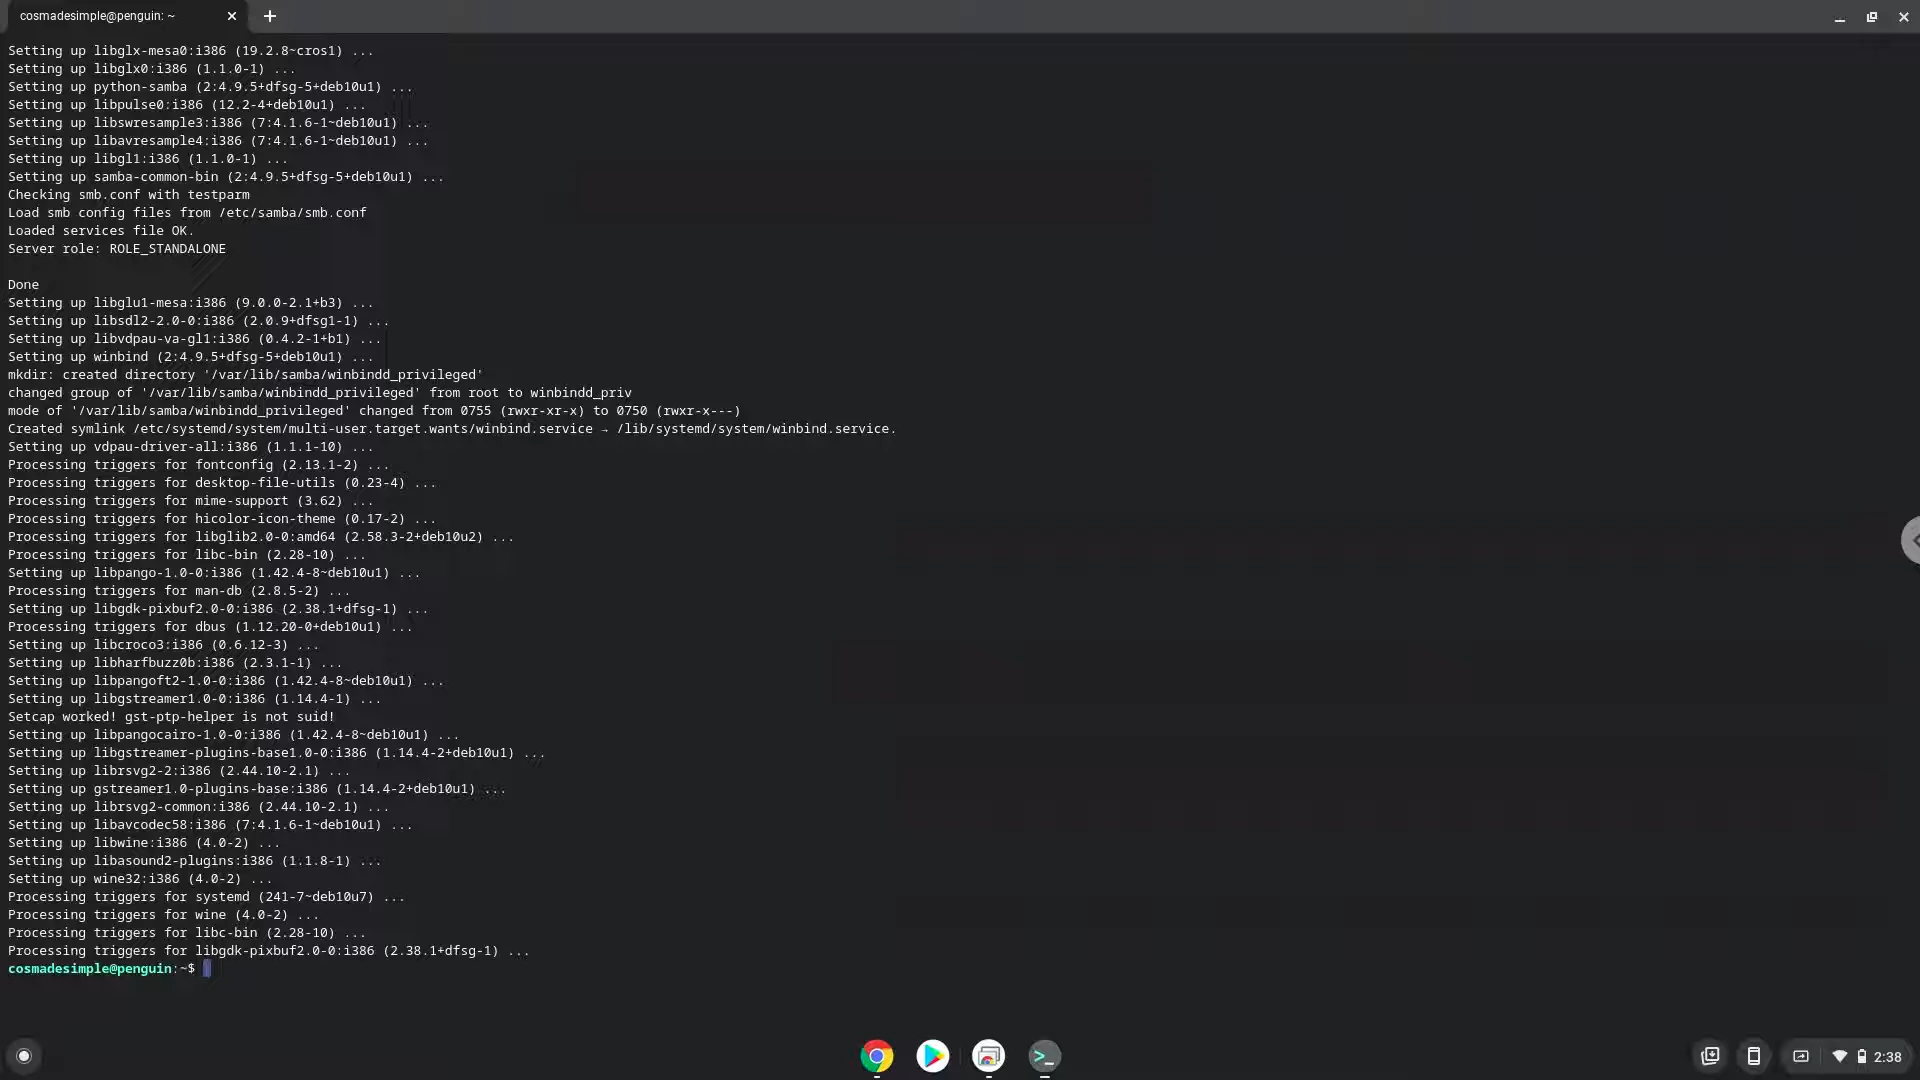 cosmadesimple@penguin: ~
Setting up libglx-mesa0:i386 (19.2.8~cros1) ...
Setting up libglx0:i386 (1.1.0-1) ...
Setting up python-samba (2:4.9.5+dfsg-5+deb10u1) ...
Setting up libpulse0:i386 (12.2-4+deb10u1) ...
Setting up libswresample3:i386 (7:4.1.6-1~deb10u1) ...
Setting up libavresample4:i386 (7:4.1.6-1~deb10u1) ...
Setting up libgl1:i386 (1.1.0-1) ...
Setting up samba-common-bin (2:4.9.5+dfsg-5+deb10u1) ...
Checking smb.conf with testparm
Load smb config files from /etc/samba/smb.conf
Loaded services file OK.
Server role: ROLE_STANDALONE
Done
Setting up libglu1-mesa:i386 (9.0.0-2.1+b3) ...
Setting up libsdl2-2.0-0:i386 (2.0.9+dfsg1-1) ...
Setting up libvdpau-va-gl1:i386 (0.4.2-1+b1) ...
Setting up winbind (2:4.9.5+dfsg-5+deb10u1) ...
mkdir: created directory '/var/lib/samba/winbindd_privileged'
changed group of '/var/lib/samba/winbindd_privileged' from root to winbindd_priv
mode of '/var/lib/samba/winbindd_privileged' changed from 0755 (rwxr-xr-x) to 0750 (rwxr-x---)
Created symlink /etc/systemd/system/multi-user.target.wants/winbind.service → /lib/systemd/system/winbind.service.
Setting up vdpau-driver-all:i386 (1.1.1-10) ...
Processing triggers for fontconfig (2.13.1-2) ...
Processing triggers for desktop-file-utils (0.23-4) ...
Processing triggers for mime-support (3.62) ...
Processing triggers for hicolor-icon-theme (0.17-2) ...
Processing triggers for libglib2.0-0:amd64 (2.58.3-2+deb10u2) ...
Processing triggers for libc-bin (2.28-10) ...
Setting up libpango-1.0-0:i386 (1.42.4-8~deb10u1) ...
Processing triggers for man-db (2.8.5-2) ...
Setting up libgdk-pixbuf2.0-0:i386 (2.38.1+dfsg-1) ...
Processing triggers for dbus (1.12.20-0+deb10u1) ...
Setting up libcroco3:i386 (0.6.12-3) ...
Setting up libharfbuzz0b:i386 (2.3.1-1) ...
Setting up libpangoft2-1.0-0:i386 (1.42.4-8~deb10u1) ...
Setting up libgstreamer1.0-0:i386 (1.14.4-1) ...
Setcap worked! gst-ptp-helper is not suid!
Setting up libpangocairo-1.0-0:i386 (1.42.4-8~deb10u1) ...
Setting up libgstreamer-plugins-base1.0-0:i386 (1.14.4-2+deb10u1) ...
Setting up librsvg2-2:i386 (2.44.10-2.1) ...
Setting up gstreamer1.0-plugins-base:i386 (1.14.4-2+deb10u1) ...
Setting up librsvg2-common:i386 (2.44.10-2.1) ...
Setting up libavcodec58:i386 (7:4.1.6-1~deb10u1) ...
Setting up libwine:i386 (4.0-2) ...
Setting up libasound2-plugins:i386 (1.1.8-1) ...
Setting up wine32:i386 (4.0-2) ...
Processing triggers for systemd (241-7~deb10u7) ...
Processing triggers for wine (4.0-2) ...
Processing triggers for libc-bin (2.28-10) ...
Processing triggers for libgdk-pixbuf2.0-0:i386 (2.38.1+dfsg-1) ...
cosmadesimple@penguin:~$
2:38